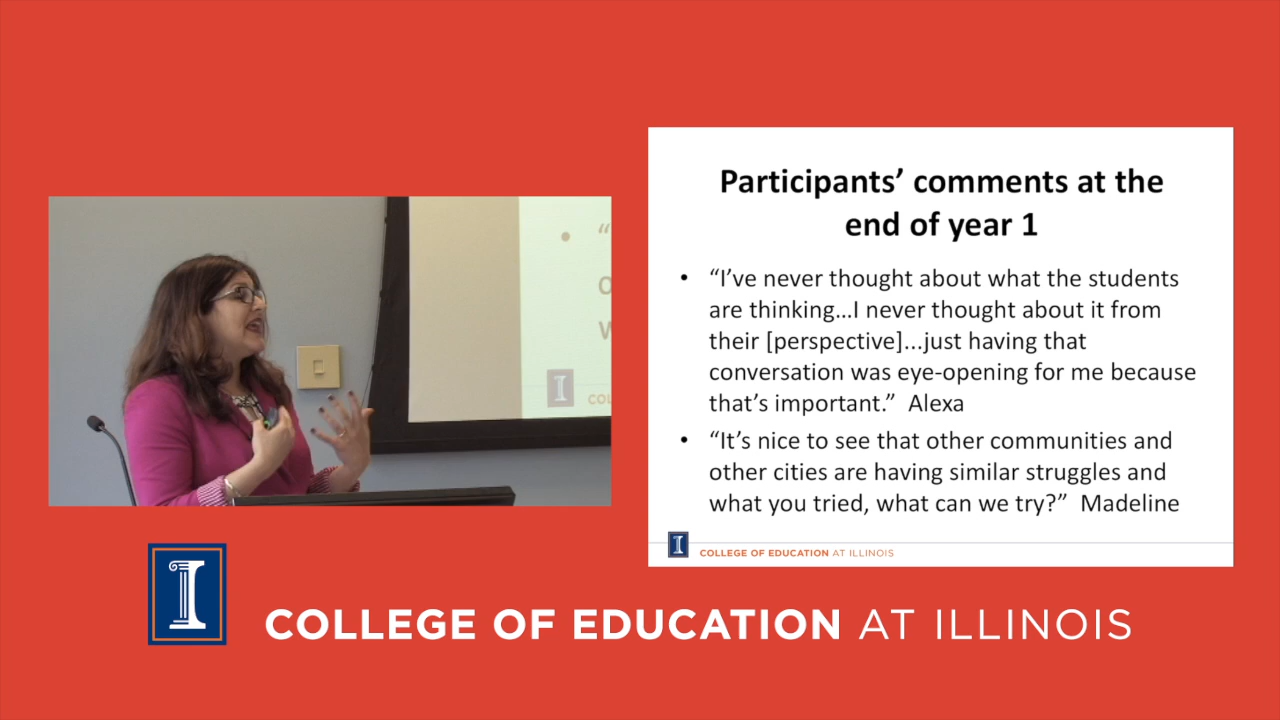 Participants’ comments at the
end of year 1
• “I’ve never thought about what the students
are thinking…I never thought about it from
their [perspective]...just having that
conversation was eye-opening for me because
that’s important.” Alexa
• “It’s nice to see that other communities and
other cities are having similar struggles and
what you tried, what can we try?” Madeline
I COLLEGE OF EDUCATION AT ILLINOIS
I COLLEGE OF EDUCATION AT ILLINOIS